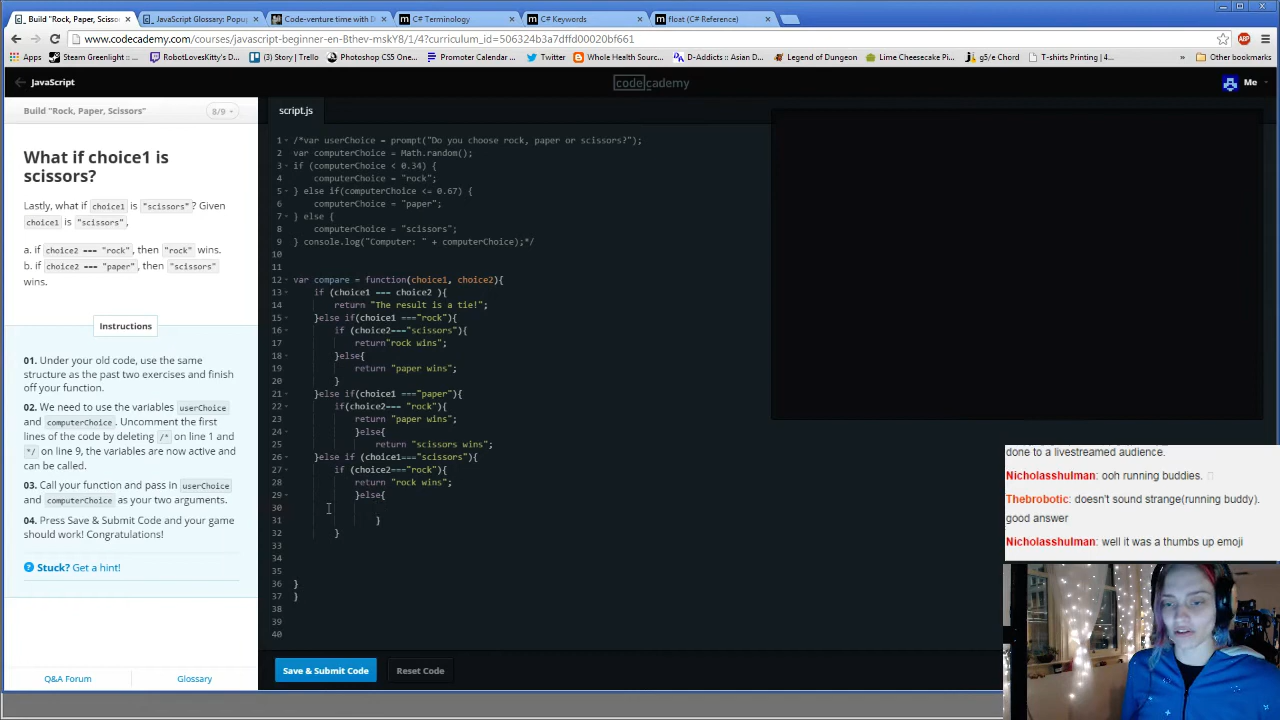 Build "Rock, Paper, Scisso
JavaScript Glossary: Popup
Code-venture time with D
C# Terminology
C# Keywords
float (C# Reference)
www.codecademy.com/courses/javascript-beginner-en-Bthev-mskY8/1/4?curriculum_id=506324b3a7dffd0000020bf661
Apps
Steam Greenlight ::
RobotLovesKitty's D
(3) Story | Trello
Photoshop CS5 One
Promoter Calendar
Twitter
Whole Health Sourc
D-Addicts :: Asian D
Legend of Dungeon
Lime Cheesecake Pi
g5/e Chord
T-shirts Printing | 4
Other bookmarks
JavaScript
codecademy
Me
Build "Rock, Paper, Scissors"
8/9
script.js
What if choice1 is
scissors?
Lastly, what if choice1 is "scissors"? Given
choice1 is "scissors",
a. if choice2 === "rock", then "rock" wins.
b. if choice2 === "paper", then "scissors"
wins.
Instructions
01. Under your old code, use the same
structure as the past two exercises and finish
off your function.
02. We need to use the variables userChoice
and computerChoice. Uncomment the first
lines of the code by deleting /* on line 1 and
*/ on line 9, the variables are now active and
can be called.
03. Call your function and pass in userChoice
and computerChoice as your two arguments.
04. Press Save & Submit Code and your game
should work! Congratulations!
? Stuck? Get a hint!
Q&A Forum
Glossary
1 /*var userChoice = prompt("Do you choose rock, paper or scissors?");
2 var computerChoice = Math.random();
3 if (computerChoice < 0.34) {
4 computerChoice = "rock";
5 } else if(computerChoice <= 0.67) {
6 computerChoice = "paper";
7 } else {
8 computerChoice = "scissors";
9 } console.log("Computer: " + computerChoice);*/
10
11
12 var compare = function(choice1, choice2){
13 if (choice1 === choice2 ){
14 return "The result is a tie!";
15 }else if(choice1 ==="rock"){
16 if (choice2==="scissors"){
17 return"rock wins";
18 }else{
19 return "paper wins";
20 }
21 }else if(choice1 ==="paper"){
22 if(choice2=== "rock"){
23 return "paper wins";
24 }else{
25 return "scissors wins";
26 }else if (choice1==="scissors"){
27 if (choice2==="rock"){
28 return "rock wins";
29 }else{
30
31 }
32 }
33
34
35
36 }
37 }
38
39
40
Save & Submit Code
Reset Code
done to a livestreamed audience.
Nicholasshulman: ooh running buddies.
Thebrobotic: doesn't sound strange(running buddy).
good answer
Nicholasshulman: well it was a thumbs up emoji